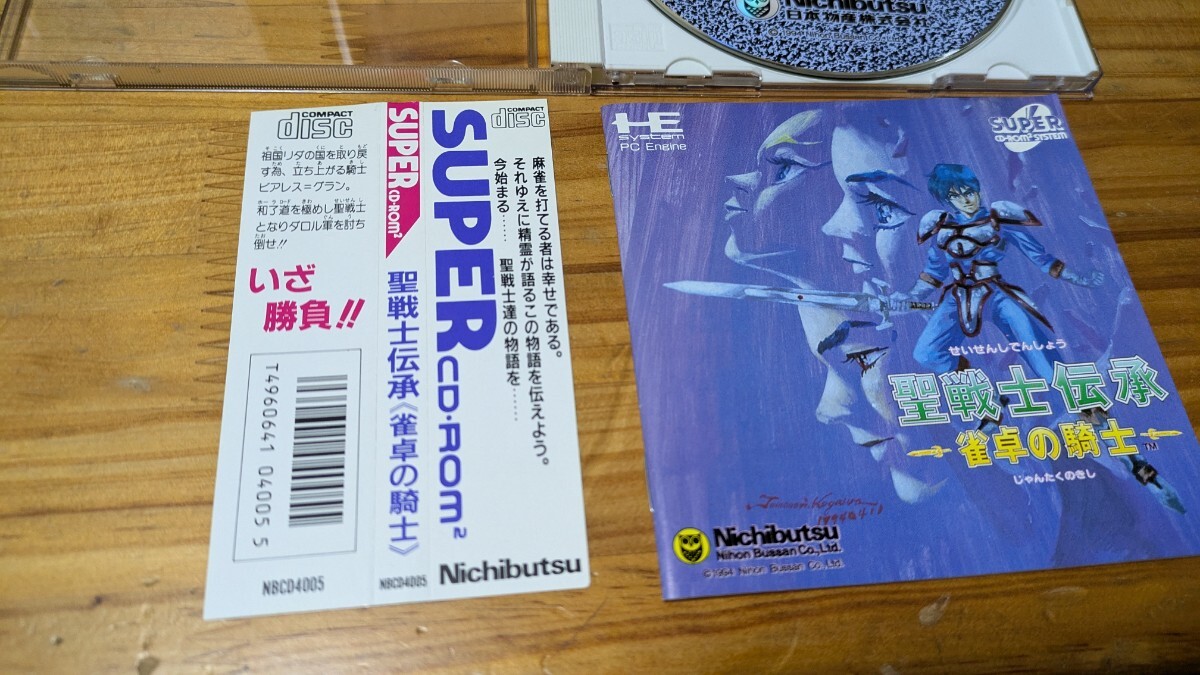 Nichibutsu
日本物産株式会社
COMPACT
disc
祖国リダの国を取り戻
す為、立ち上がる騎士
ピアレス＝グラン。
和了道を極めし聖戦士
となりダロル軍を討ち
倒せ!!
いざ
勝負!!
T4960641 04005 5
NBCD4005
SUPER CD-ROM²
聖戦士伝承《雀卓の騎士》
NBCD4005
COMPACT
disc
SUPER CD・ROM²
麻雀を打てる者は幸せである。
それゆえに精霊が語るこの物語を伝えよう。
今始まる…… 聖戦士達の物語を……
Nichibutsu
HE
system
PC Engine
SUPER
CD-ROM² SYSTEM
せいせんしでんしょう
聖戦士伝承
雀卓の騎士
TM
じゃんたくのきし
Nichibutsu
Nihon Bussan Co.,Ltd.
©1994 Nihon Bussan Co.,Ltd.